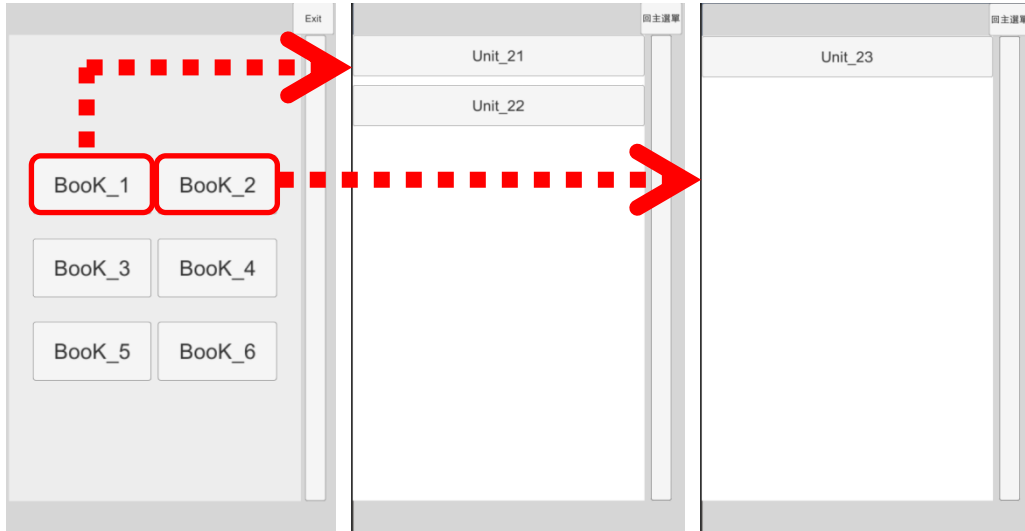 Exit
BooK_1
BooK_2
BooK_3
BooK_4
BooK_5
BooK_6
回主選單
Unit_21
Unit_22
回主選單
Unit_23